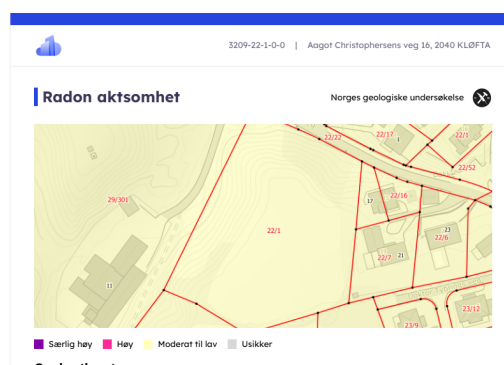 3209-22-1-0-0 | Aagot Christophersens veg 16, 2040 KLØFTA
Radon aktsomhet
Norges geologiske undersøkelse
22/22
22/17
1
22/1
22/52
29/301
17
22/16
22/1
23
22/6
22/7
21
11
23/9
23/12
Særlig høy
Høy
Moderat til lav
Usikker